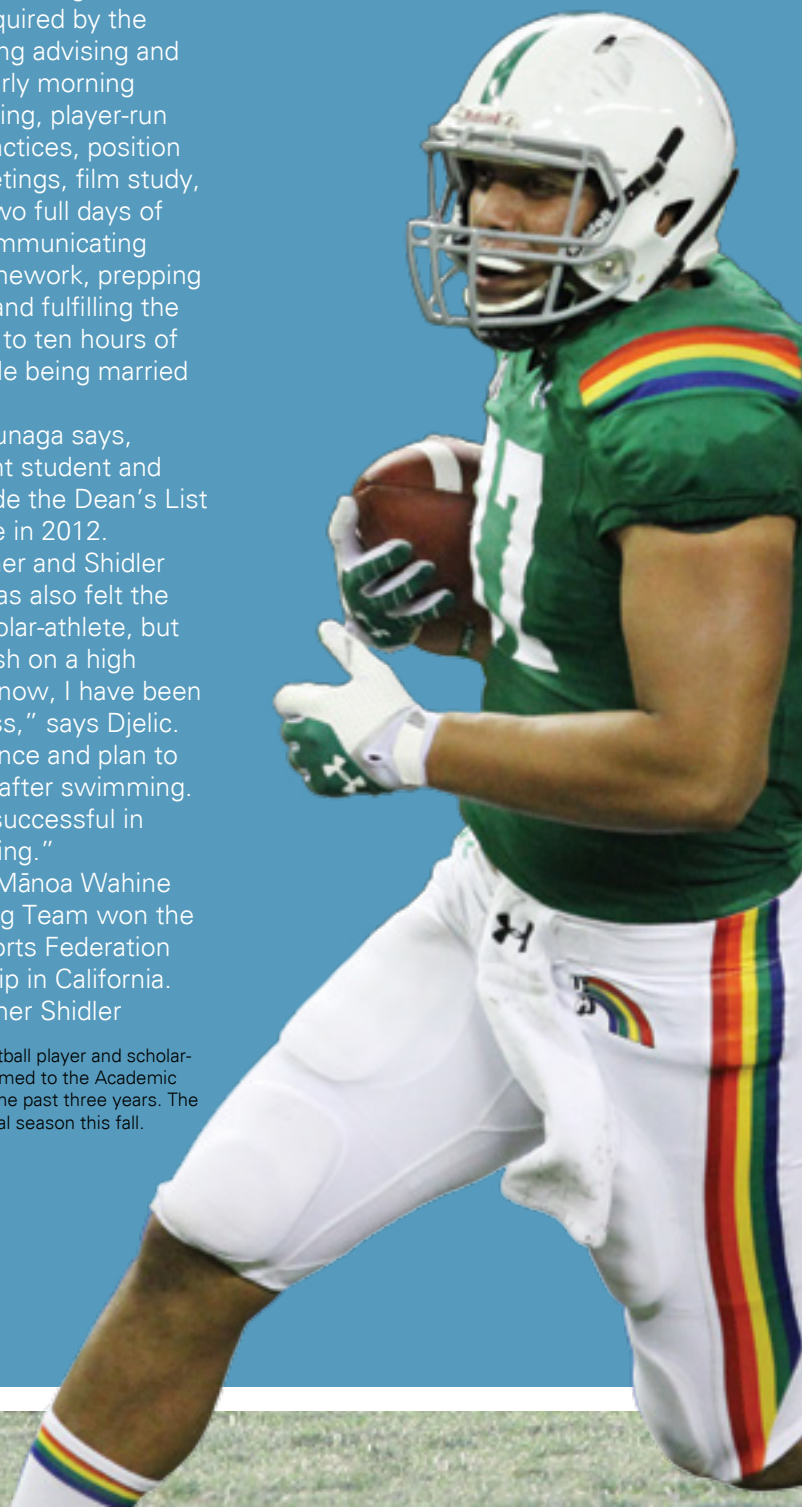 quired by the
ng advising and
rly morning
ing, player-run
actices, position
etings, film study,
wo full days of
mmunicating
nework, prepping
and fulfilling the
to ten hours of
le being married
unaga says,
nt student and
de the Dean’s List
e in 2012.
her and Shidler
as also felt the
olar-athlete, but
sh on a high
now, I have been
ss,” says Djelic.
nce and plan to
after swimming.
successful in
ing.”
Mānoa Wahine
g Team won the
orts Federation
ip in California.
ner Shidler
tball player and scholar-
med to the Academic
he past three years. The
al season this fall.
Riddell
47